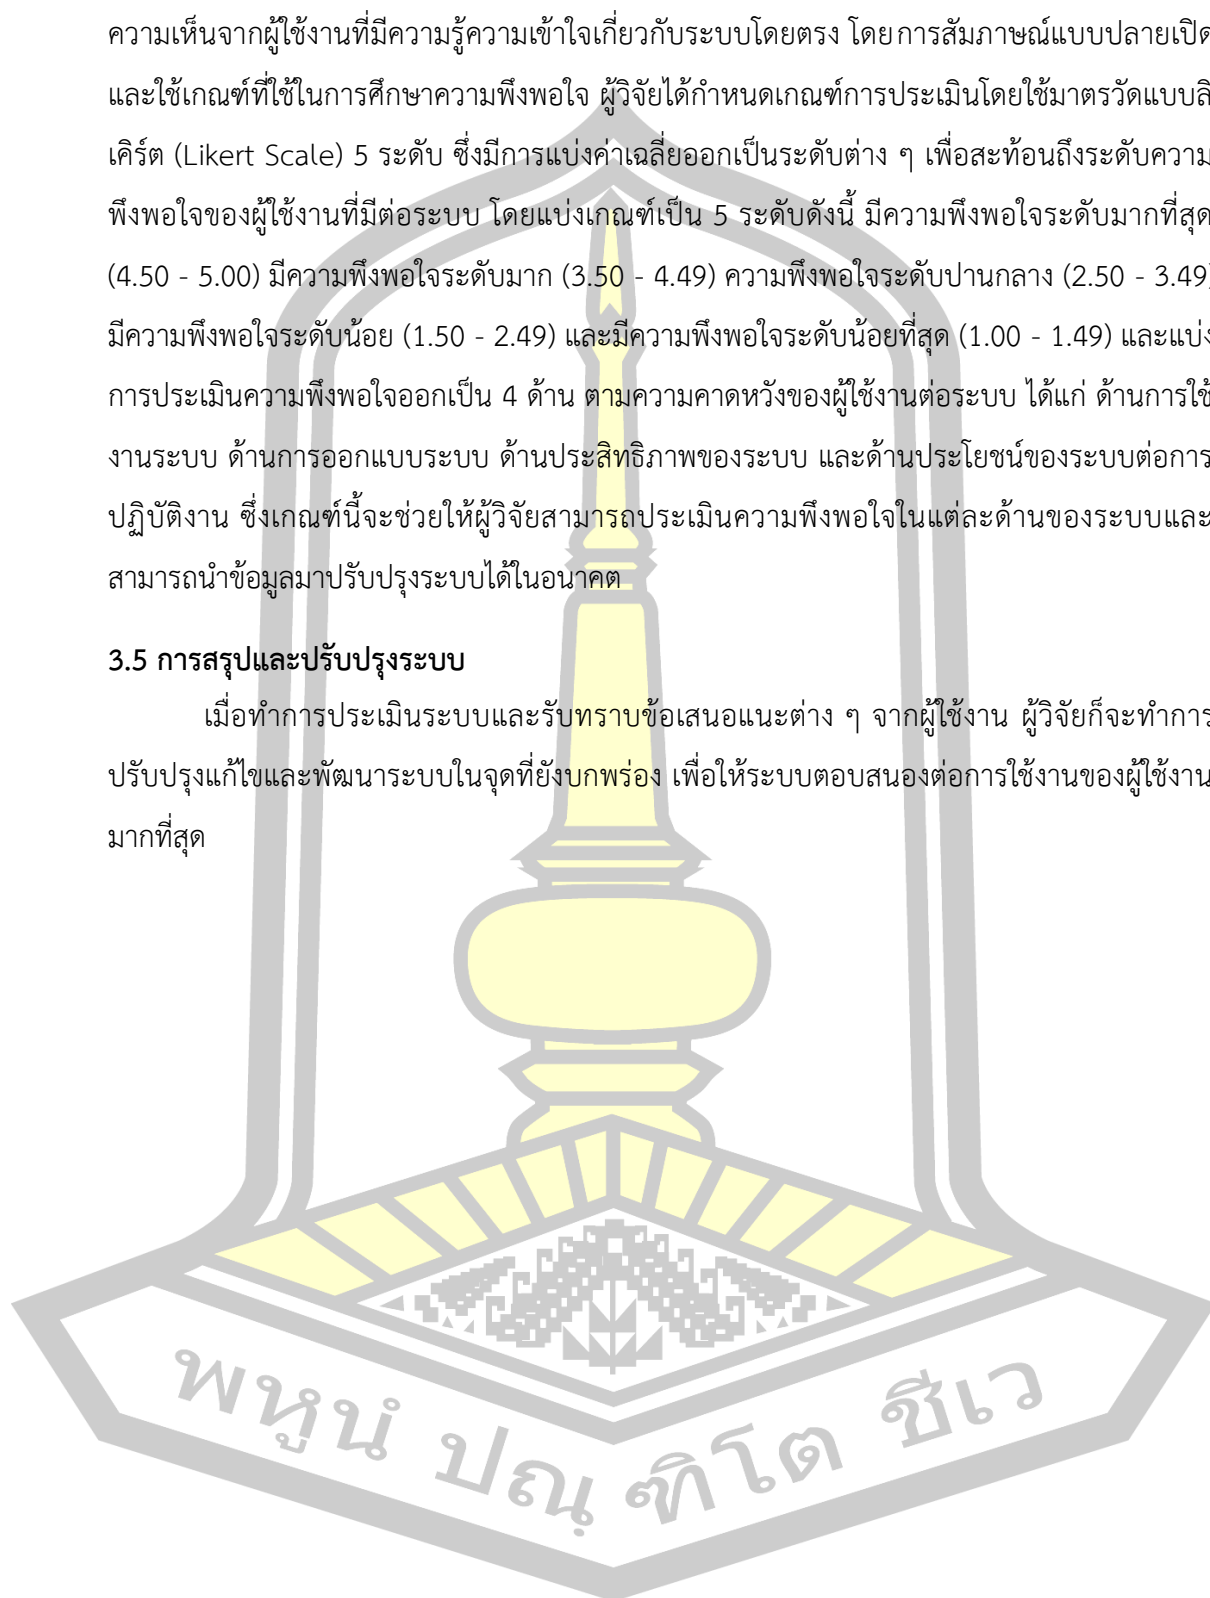 ความเห็นจากผู้ใช้งานที่มีความรู้ความเข้าใจเกี่ยวกับระบบโดยตรง โดยการสัมภาษณ์แบบปลายเปิด
และใช้เกณฑ์ที่ใช้ในการศึกษาความพึงพอใจ ผู้วิจัยได้กำหนดเกณฑ์การประเมินโดยใช้มาตรวัดแบบลิ
เคิร์ต (Likert Scale) 5 ระดับ ซึ่งมีการแบ่งค่าเฉลี่ยออกเป็นระดับต่าง ๆ เพื่อสะท้อนถึงระดับความ
พึงพอใจของผู้ใช้งานที่มีต่อระบบ โดยแบ่งเกณฑ์เป็น 5 ระดับดังนี้ มีความพึงพอใจระดับมากที่สุด
(4.50 - 5.00) มีความพึงพอใจระดับมาก (3.50 - 4.49) ความพึงพอใจระดับปานกลาง (2.50 - 3.49)
มีความพึงพอใจระดับน้อย (1.50 - 2.49) และมีความพึงพอใจระดับน้อยที่สุด (1.00 - 1.49) และแบ่ง
การประเมินความพึงพอใจออกเป็น 4 ด้าน ตามความคาดหวังของผู้ใช้งานต่อระบบ ได้แก่ ด้านการใช้
งานระบบ ด้านการออกแบบระบบ ด้านประสิทธิภาพของระบบ และด้านประโยชน์ของระบบต่อการ
ปฏิบัติงาน ซึ่งเกณฑ์นี้จะช่วยให้ผู้วิจัยสามารถประเมินความพึงพอใจในแต่ละด้านของระบบและ
สามารถนำข้อมูลมาปรับปรุงระบบได้ในอนาคต
3.5 การสรุปและปรับปรุงระบบ
เมื่อทำการประเมินระบบและรับทราบข้อเสนอแนะต่าง ๆ จากผู้ใช้งาน ผู้วิจัยก็จะทำการ
ปรับปรุงแก้ไขและพัฒนาระบบในจุดที่ยังบกพร่อง เพื่อให้ระบบตอบสนองต่อการใช้งานของผู้ใช้งาน
มากที่สุด
พหูนํ ปณฺฑิโต ชีเว